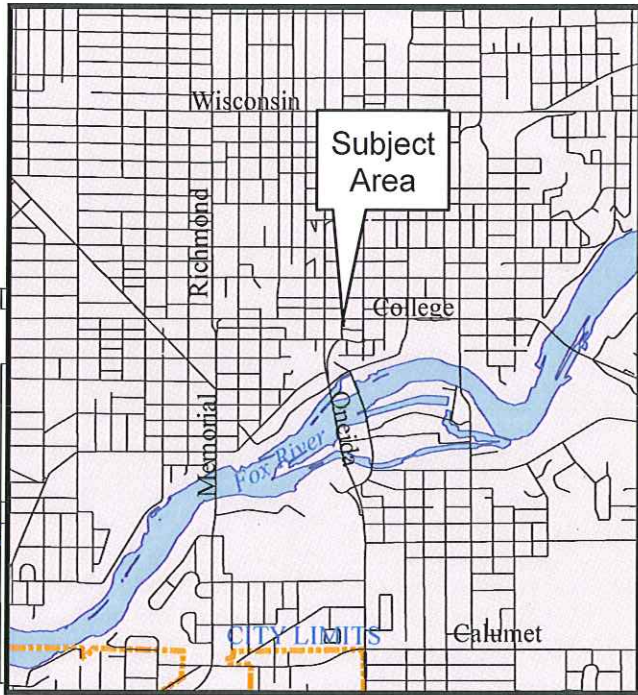 Wisconsin
Subject
Area
Richmond
College
Memorial
Oneida
Fox River
CITY LIMITS
Calumet